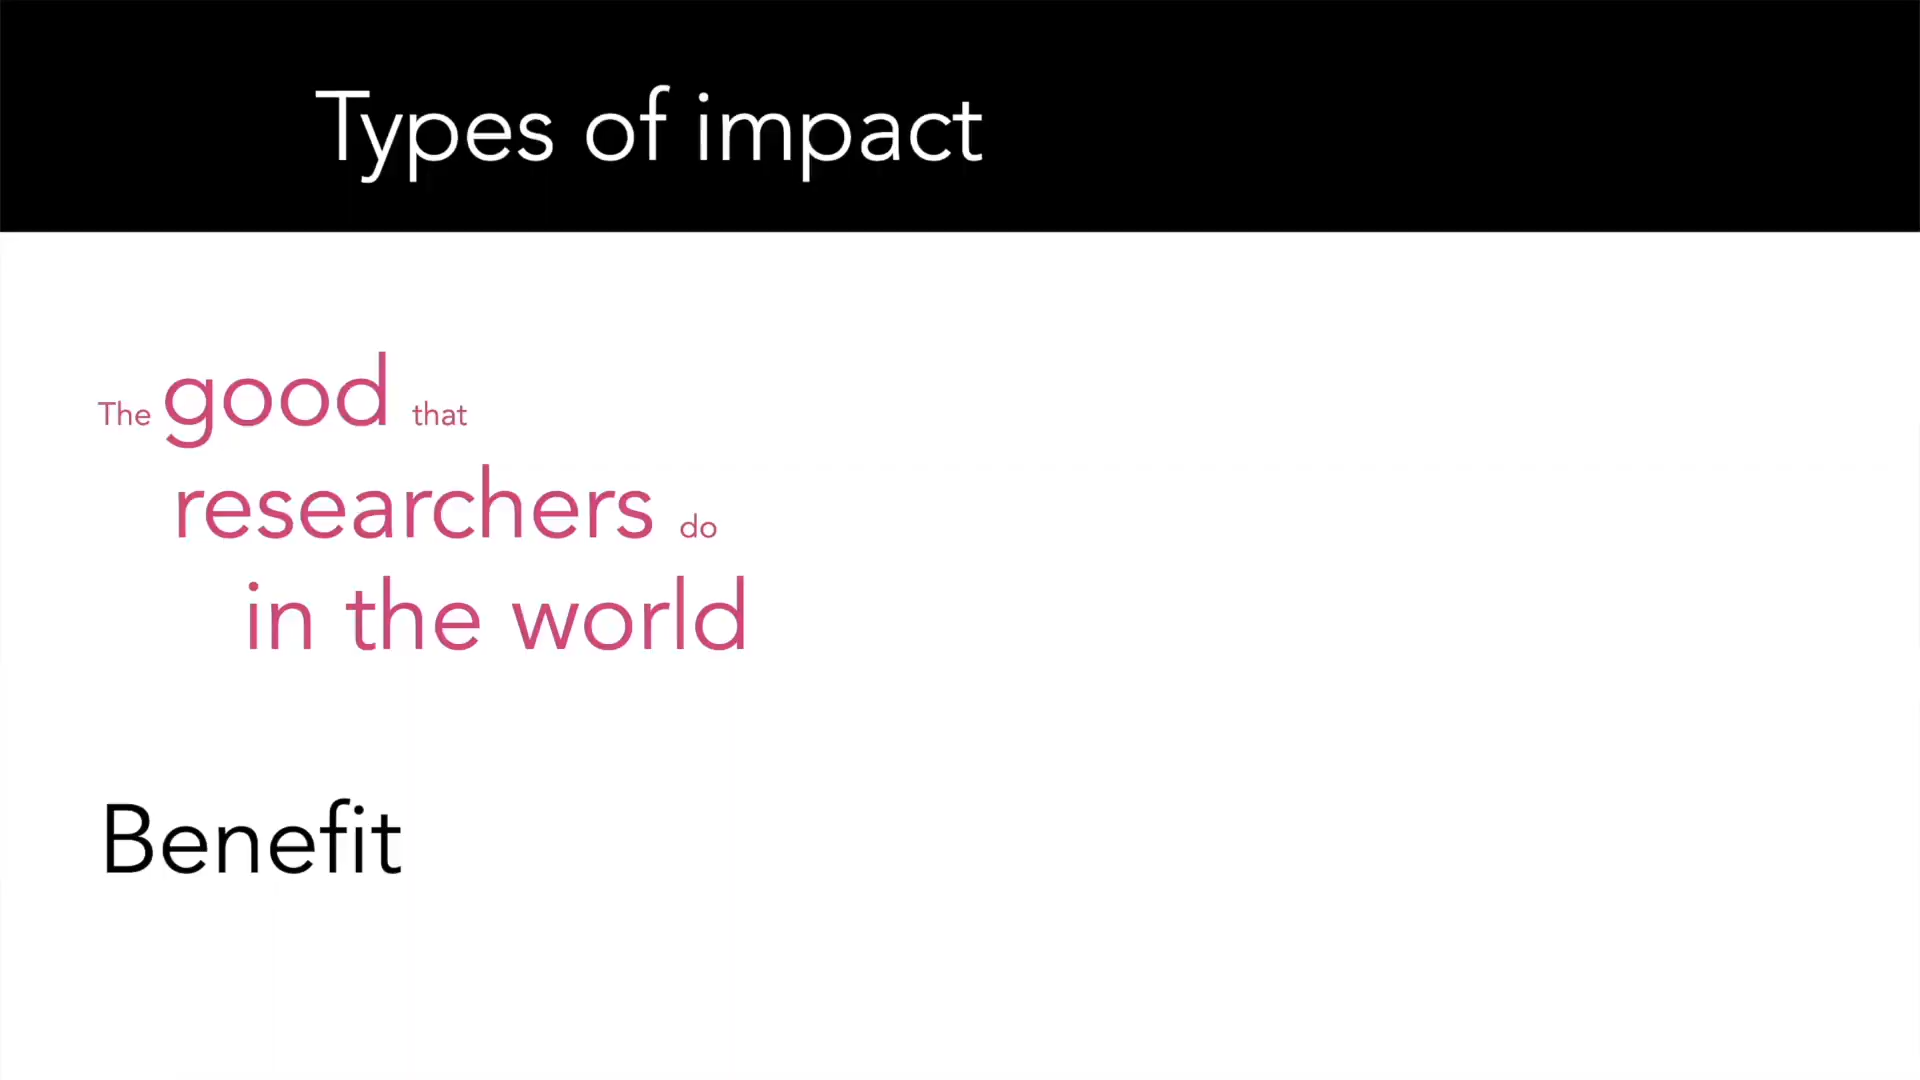 Types of impact
The good that
researchers do
in the world
Benefit